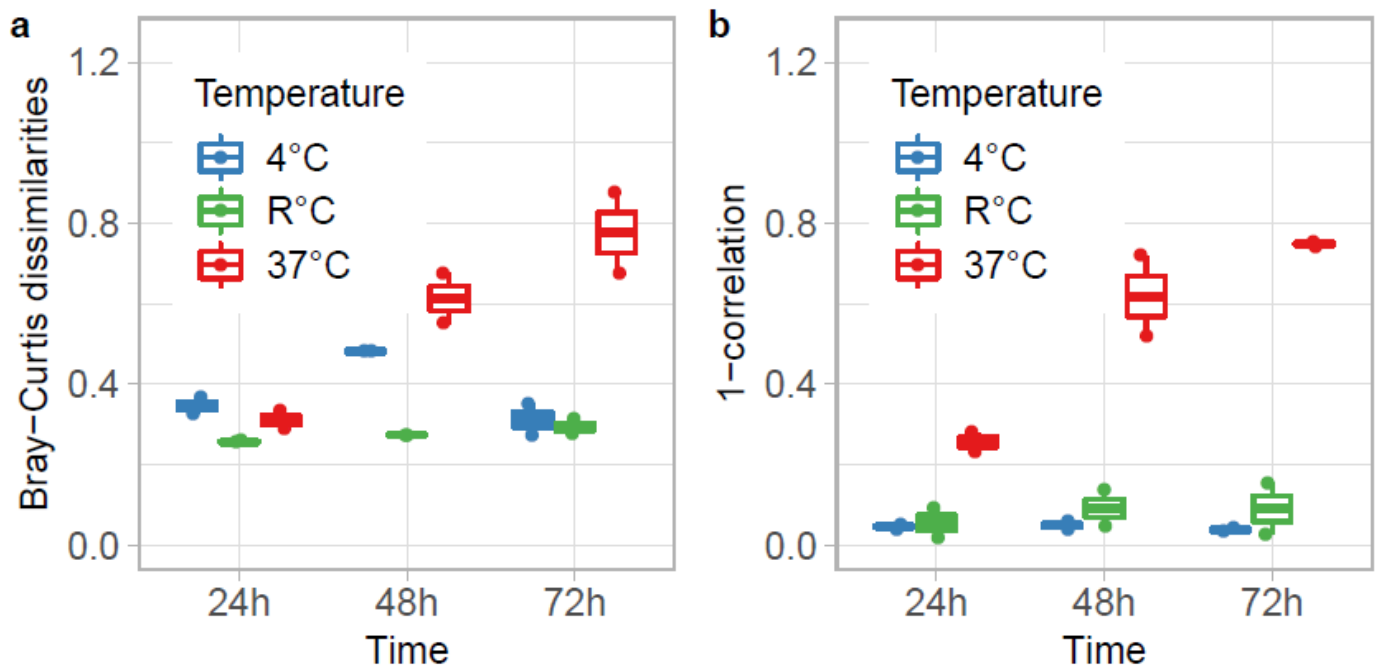 a
Bray−Curtis dissimilarities
1.2
0.8
0.4
0.0
Temperature
4°C
R°C
37°C
24h
48h
72h
Time
b
1−correlation
1.2
0.8
0.4
0.0
Temperature
4°C
R°C
37°C
24h
48h
72h
Time